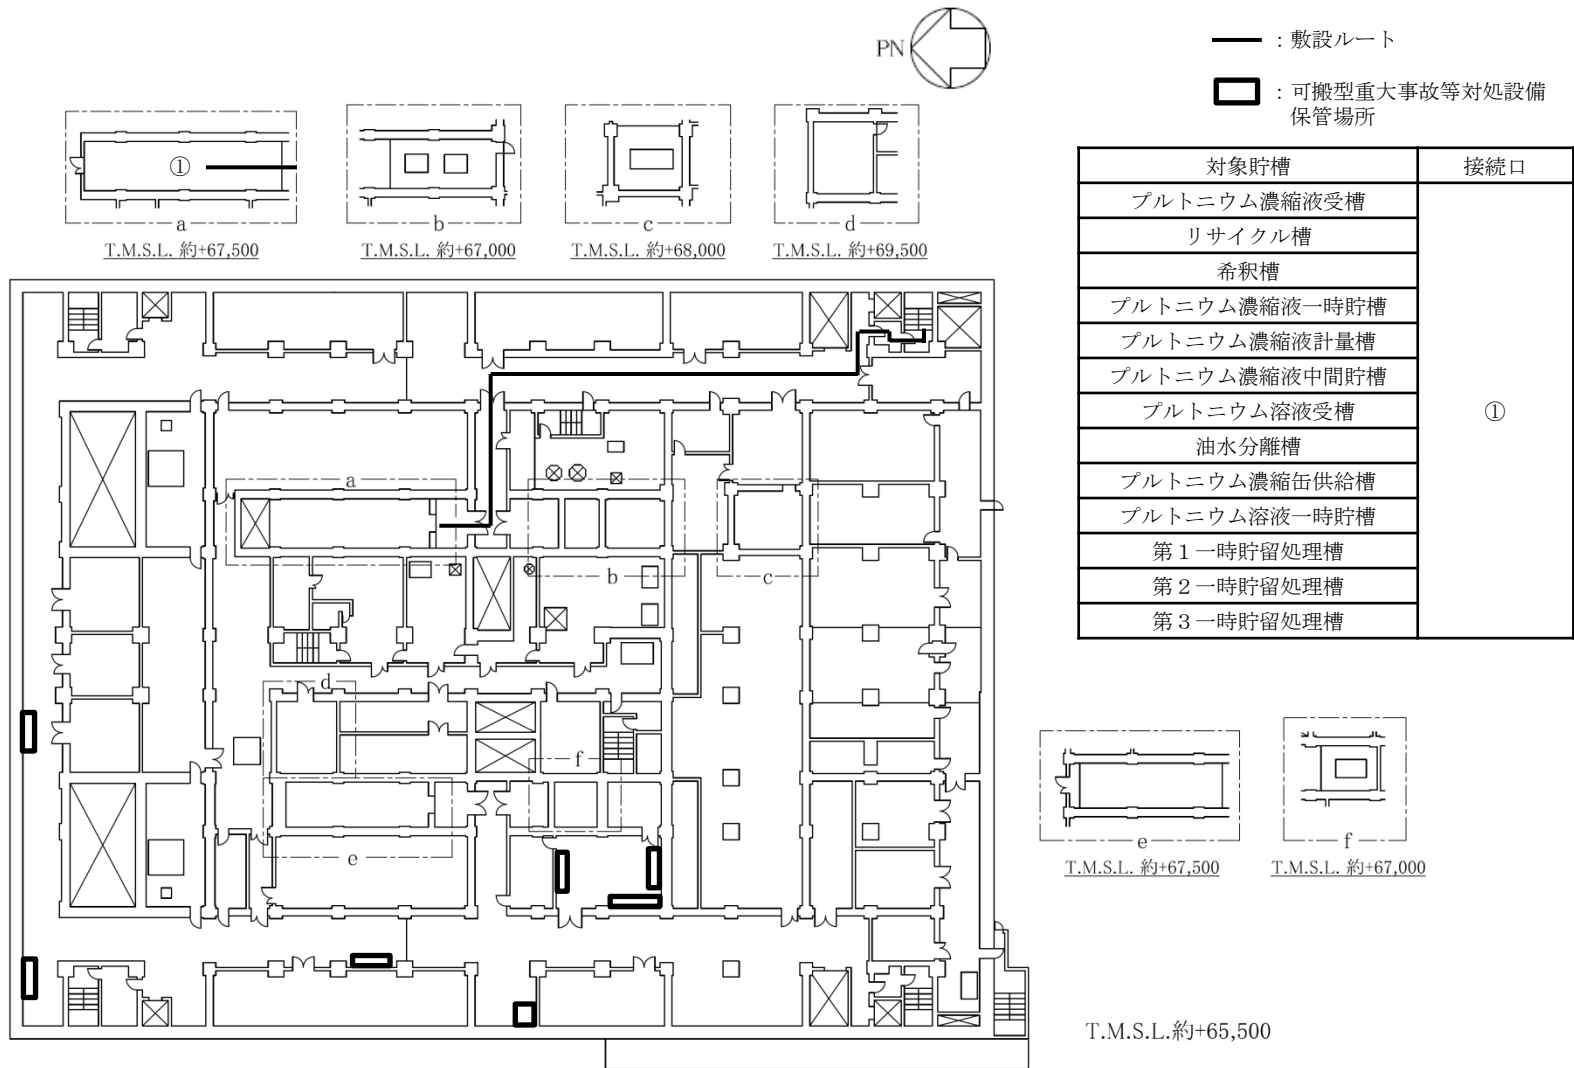 PN
：敷設ルート
：可搬型重大事故等対処設備
保管場所
①
a
T.M.S.L. 約+67,500
b
T.M.S.L. 約+67,000
c
T.M.S.L. 約+68,000
d
T.M.S.L. 約+69,500
対象貯槽 接続口
プルトニウム濃縮液受槽
リサイクル槽
希釈槽
プルトニウム濃縮液一時貯槽
プルトニウム濃縮液計量槽
プルトニウム濃縮液中間貯槽
プルトニウム溶液受槽 ①
油水分離槽
プルトニウム濃縮缶供給槽
プルトニウム溶液一時貯槽
第１一時貯留処理槽
第２一時貯留処理槽
第３一時貯留処理槽
a
b
c
d
f
e
e
T.M.S.L. 約+67,500
f
T.M.S.L. 約+67,000
T.M.S.L.約+65,500